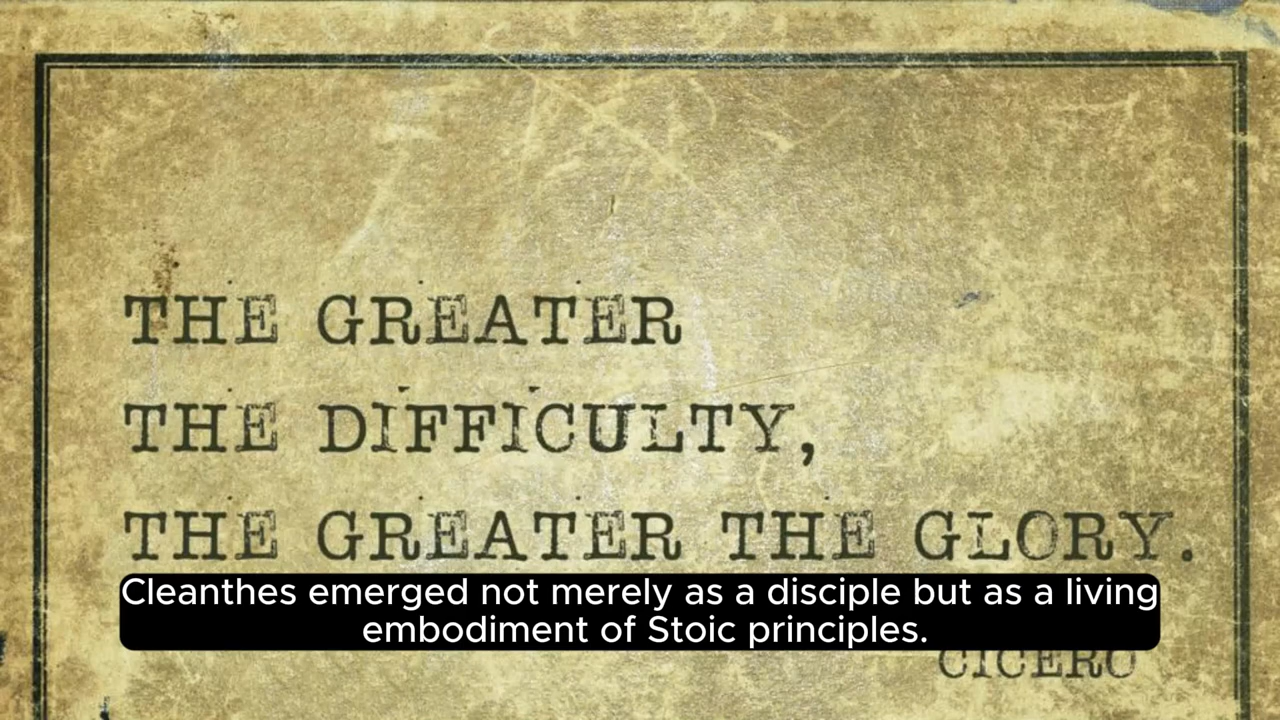 THE GREATER
THE DIFFICULTY,
THE GREATER THE GLORY.
Cleanthes emerged not merely as a disciple but as a living
embodiment of Stoic principles.
CICERO